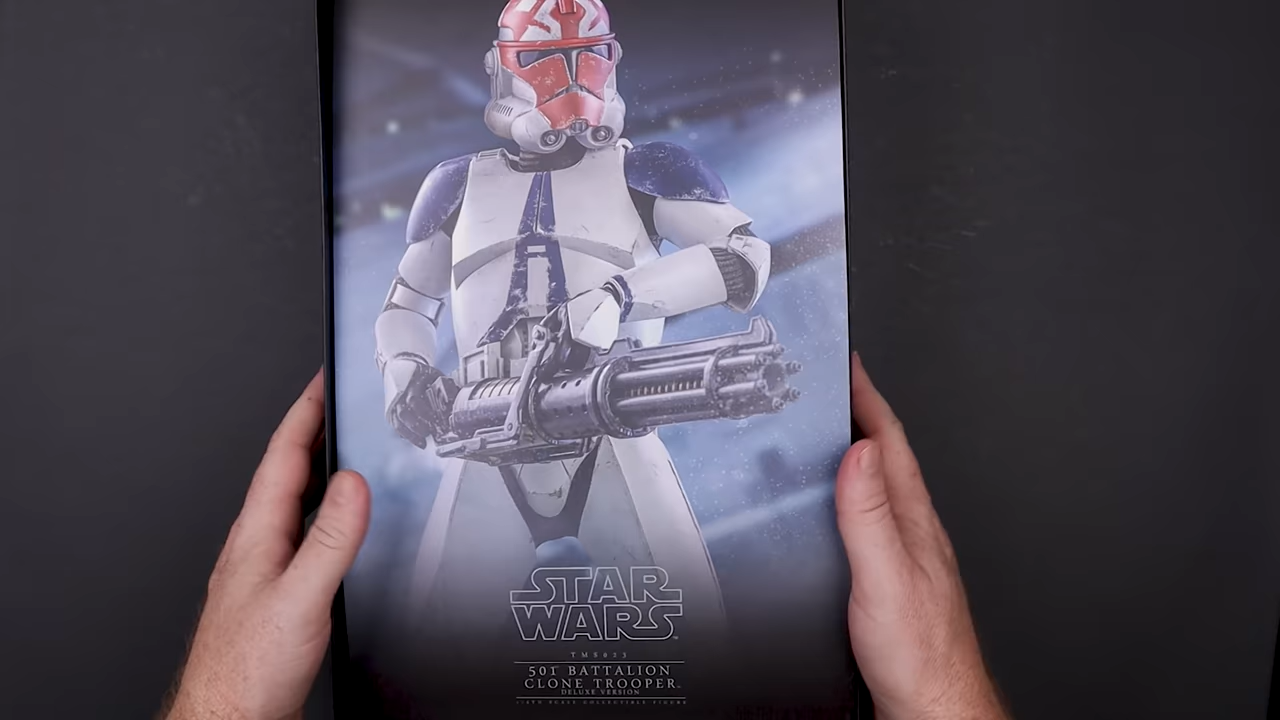 STAR
WARS
TMS023
501 BATTALION
CLONE TROOPER
DELUXE VERSION